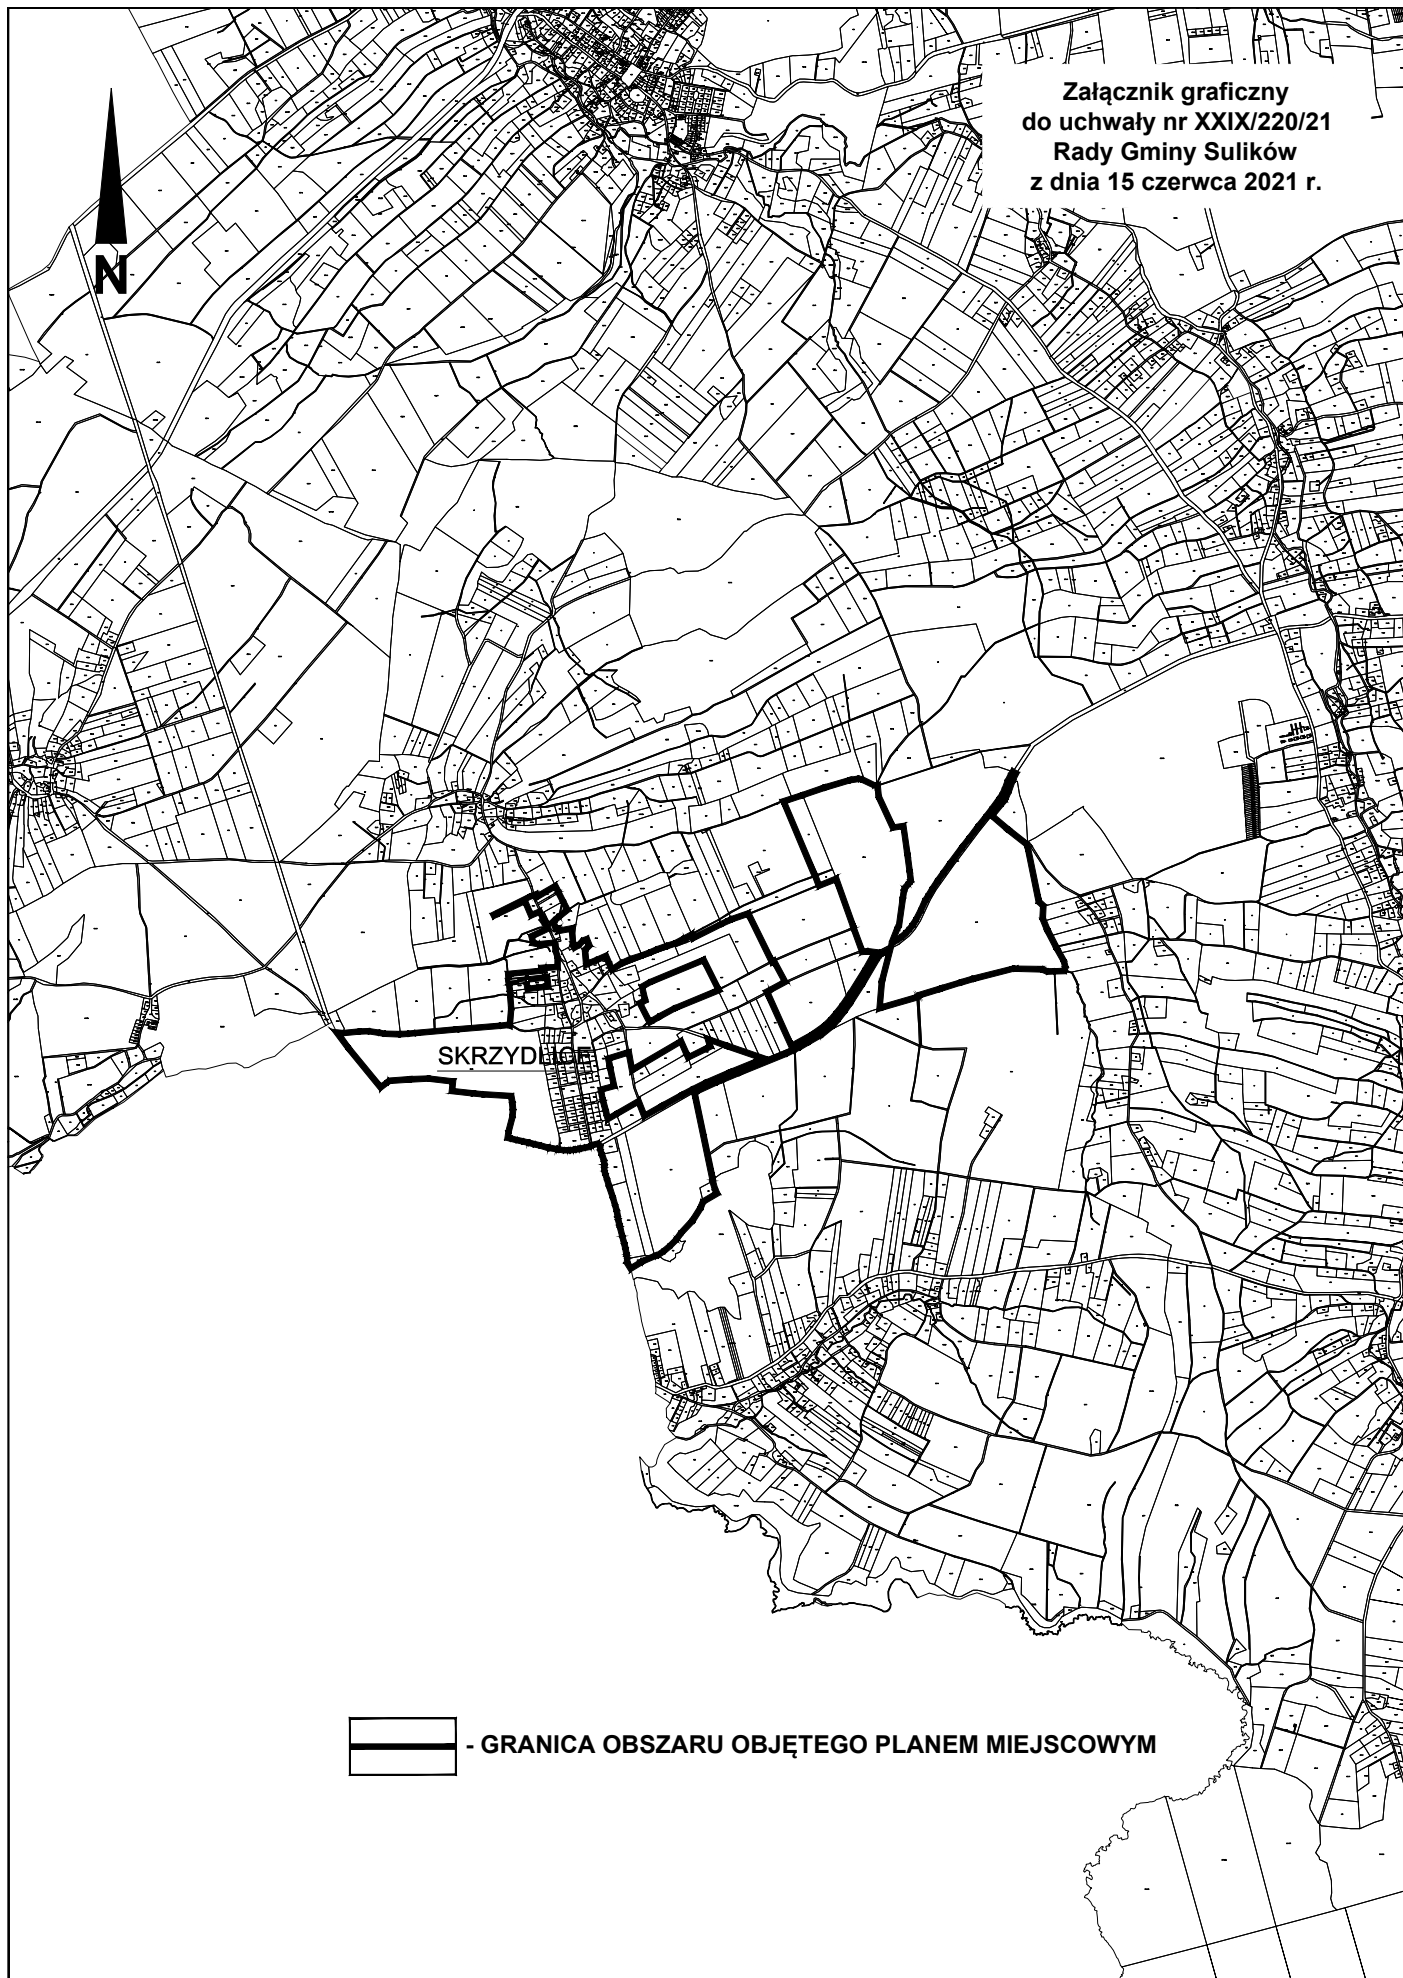 Załącznik graficzny
do uchwały nr XXIX/220/21
Rady Gminy Sulików
z dnia 15 czerwca 2021 r.
N
SKRZYDLICE
- GRANICA OBSZARU OBJĘTEGO PLANEM MIEJSCOWYM